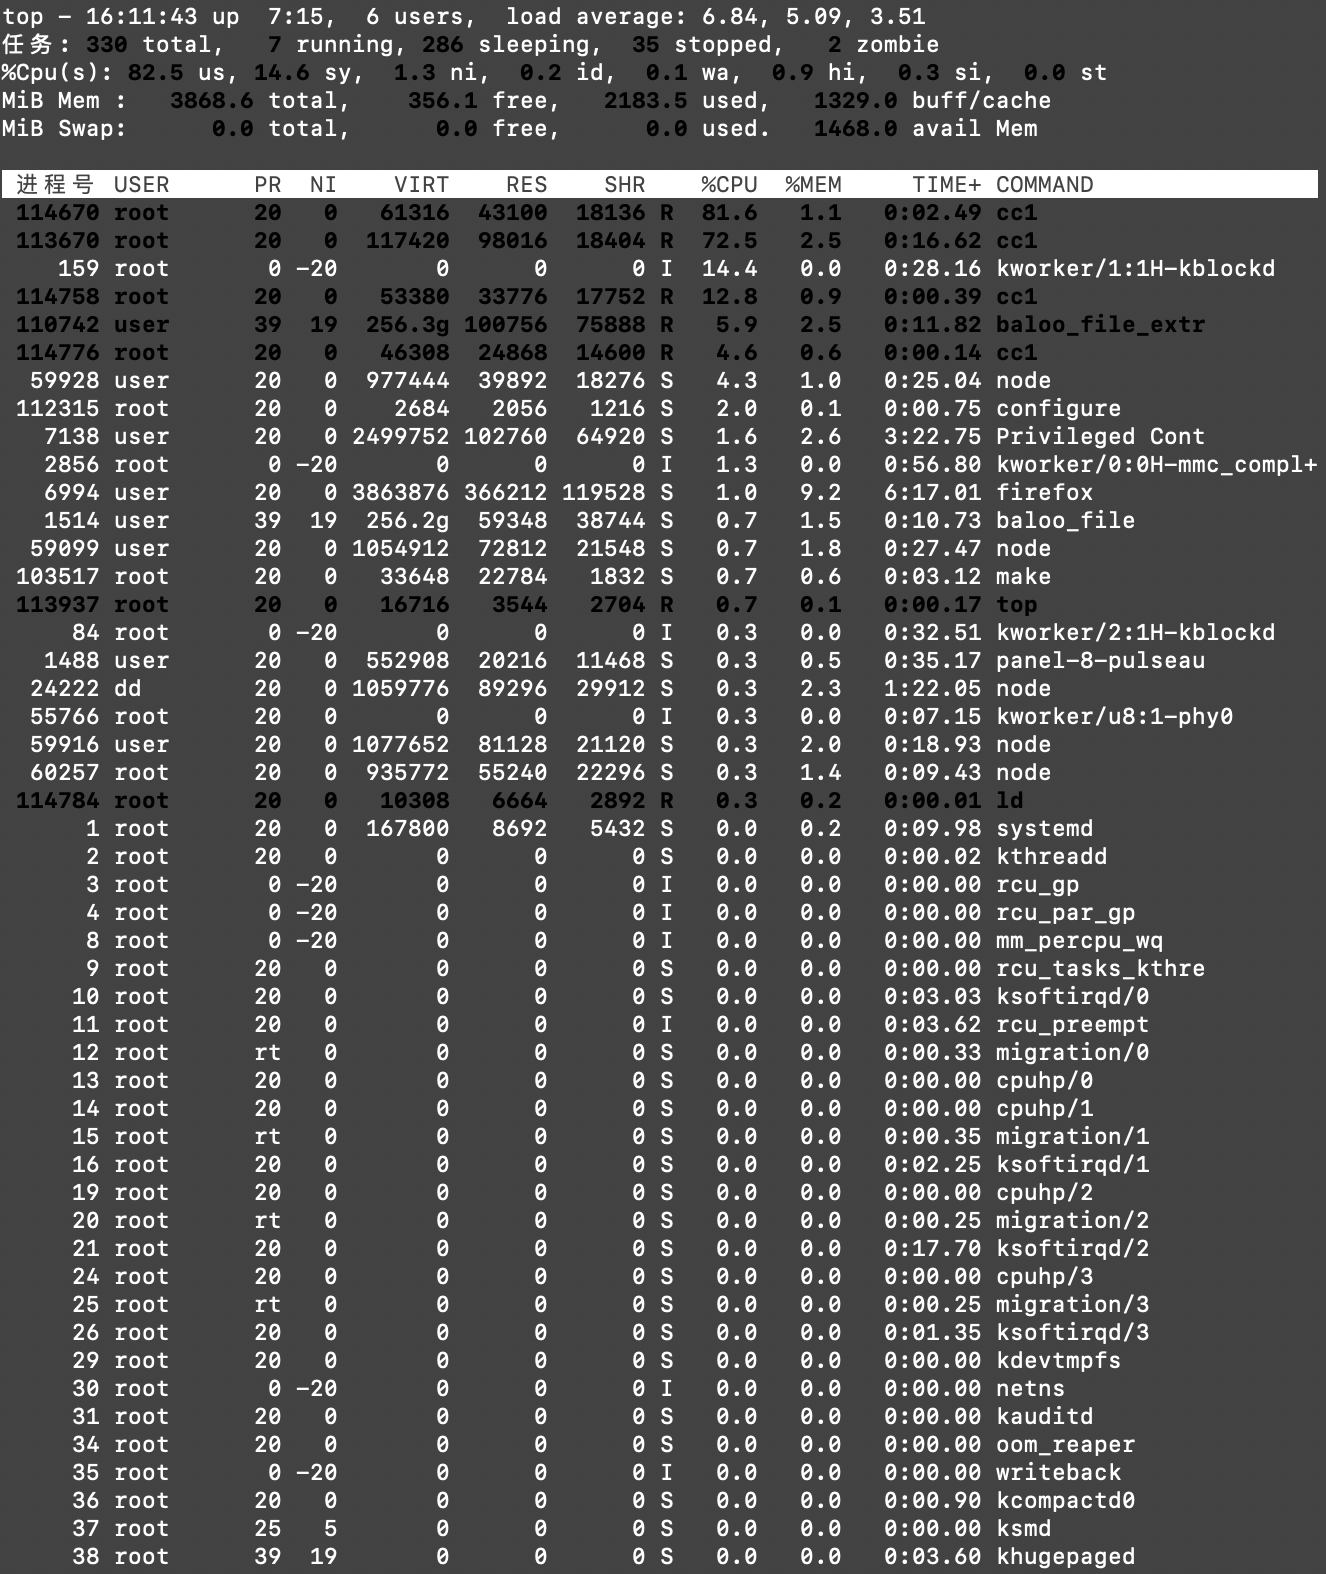 top - 16:11:43 up  7:15,  6 users,  load average: 6.84, 5.09, 3.51
任务: 330 total,   7 running, 286 sleeping,  35 stopped,   2 zombie
%Cpu(s): 82.5 us, 14.6 sy,  1.3 ni,  0.2 id,  0.1 wa,  0.9 hi,  0.3 si,  0.0 st
MiB Mem :   3868.6 total,    356.1 free,   2183.5 used,   1329.0 buff/cache
MiB Swap:      0.0 total,      0.0 free,      0.0 used.   1468.0 avail Mem
进程号 USER      PR  NI    VIRT    RES    SHR    %CPU  %MEM     TIME+ COMMAND
114670 root      20   0   61316  43100  18136 R  81.6   1.1   0:02.49 cc1
113670 root      20   0  117420  98016  18404 R  72.5   2.5   0:16.62 cc1
159 root       0 -20       0      0      0 I  14.4   0.0   0:28.16 kworker/1:1H-kblockd
114758 root      20   0   53380  33776  17752 R  12.8   0.9   0:00.39 cc1
110742 user      39  19  256.3g 100756  75888 R   5.9   2.5   0:11.82 baloo_file_extr
114776 root      20   0   46308  24868  14600 R   4.6   0.6   0:00.14 cc1
59928 user      20   0  977444  39892  18276 S   4.3   1.0   0:25.04 node
112315 root      20   0    2684   2056   1216 S   2.0   0.1   0:00.75 configure
7138 user      20   0 2499752 102760  64920 S   1.6   2.6   3:22.75 Privileged Cont
2856 root       0 -20       0      0      0 I   1.3   0.0   0:56.80 kworker/0:0H-mmc_compl+
6994 user      20   0 3863876 366212 119528 S   1.0   9.2   6:17.01 firefox
1514 user      39  19  256.2g  59348  38744 S   0.7   1.5   0:10.73 baloo_file
59099 user      20   0 1054912  72812  21548 S   0.7   1.8   0:27.47 node
103517 root      20   0   33648  22784   1832 S   0.7   0.6   0:03.12 make
113937 root      20   0   16716   3544   2704 R   0.7   0.1   0:00.17 top
84 root       0 -20       0      0      0 I   0.3   0.0   0:32.51 kworker/2:1H-kblockd
1488 user      20   0  552908  20216  11468 S   0.3   0.5   0:35.17 panel-8-pulseau
24222 dd        20   0 1059776  89296  29912 S   0.3   2.3   1:22.05 node
55766 root      20   0       0      0      0 I   0.3   0.0   0:07.15 kworker/u8:1-phy0
59916 user      20   0 1077652  81128  21120 S   0.3   2.0   0:18.93 node
60257 root      20   0  935772  55240  22296 S   0.3   1.4   0:09.43 node
114784 root      20   0   10308   6664   2892 R   0.3   0.2   0:00.01 ld
1 root      20   0  167800   8692   5432 S   0.0   0.2   0:09.98 systemd
2 root      20   0       0      0      0 S   0.0   0.0   0:00.02 kthreadd
3 root       0 -20       0      0      0 I   0.0   0.0   0:00.00 rcu_gp
4 root       0 -20       0      0      0 I   0.0   0.0   0:00.00 rcu_par_gp
8 root       0 -20       0      0      0 I   0.0   0.0   0:00.00 mm_percpu_wq
9 root      20   0       0      0      0 S   0.0   0.0   0:00.00 rcu_tasks_kthre
10 root      20   0       0      0      0 S   0.0   0.0   0:03.03 ksoftirqd/0
11 root      20   0       0      0      0 I   0.0   0.0   0:03.62 rcu_preempt
12 root      rt   0       0      0      0 S   0.0   0.0   0:00.33 migration/0
13 root      20   0       0      0      0 S   0.0   0.0   0:00.00 cpuhp/0
14 root      20   0       0      0      0 S   0.0   0.0   0:00.00 cpuhp/1
15 root      rt   0       0      0      0 S   0.0   0.0   0:00.35 migration/1
16 root      20   0       0      0      0 S   0.0   0.0   0:02.25 ksoftirqd/1
19 root      20   0       0      0      0 S   0.0   0.0   0:00.00 cpuhp/2
20 root      rt   0       0      0      0 S   0.0   0.0   0:00.25 migration/2
21 root      20   0       0      0      0 S   0.0   0.0   0:17.70 ksoftirqd/2
24 root      20   0       0      0      0 S   0.0   0.0   0:00.00 cpuhp/3
25 root      rt   0       0      0      0 S   0.0   0.0   0:00.25 migration/3
26 root      20   0       0      0      0 S   0.0   0.0   0:01.35 ksoftirqd/3
29 root      20   0       0      0      0 S   0.0   0.0   0:00.00 kdevtmpfs
30 root       0 -20       0      0      0 I   0.0   0.0   0:00.00 netns
31 root      20   0       0      0      0 S   0.0   0.0   0:00.00 kauditd
34 root      20   0       0      0      0 S   0.0   0.0   0:00.00 oom_reaper
35 root       0 -20       0      0      0 I   0.0   0.0   0:00.00 writeback
36 root      20   0       0      0      0 S   0.0   0.0   0:00.90 kcompactd0
37 root      25   5       0      0      0 S   0.0   0.0   0:00.00 ksmd
38 root      39  19       0      0      0 S   0.0   0.0   0:03.60 khugepaged